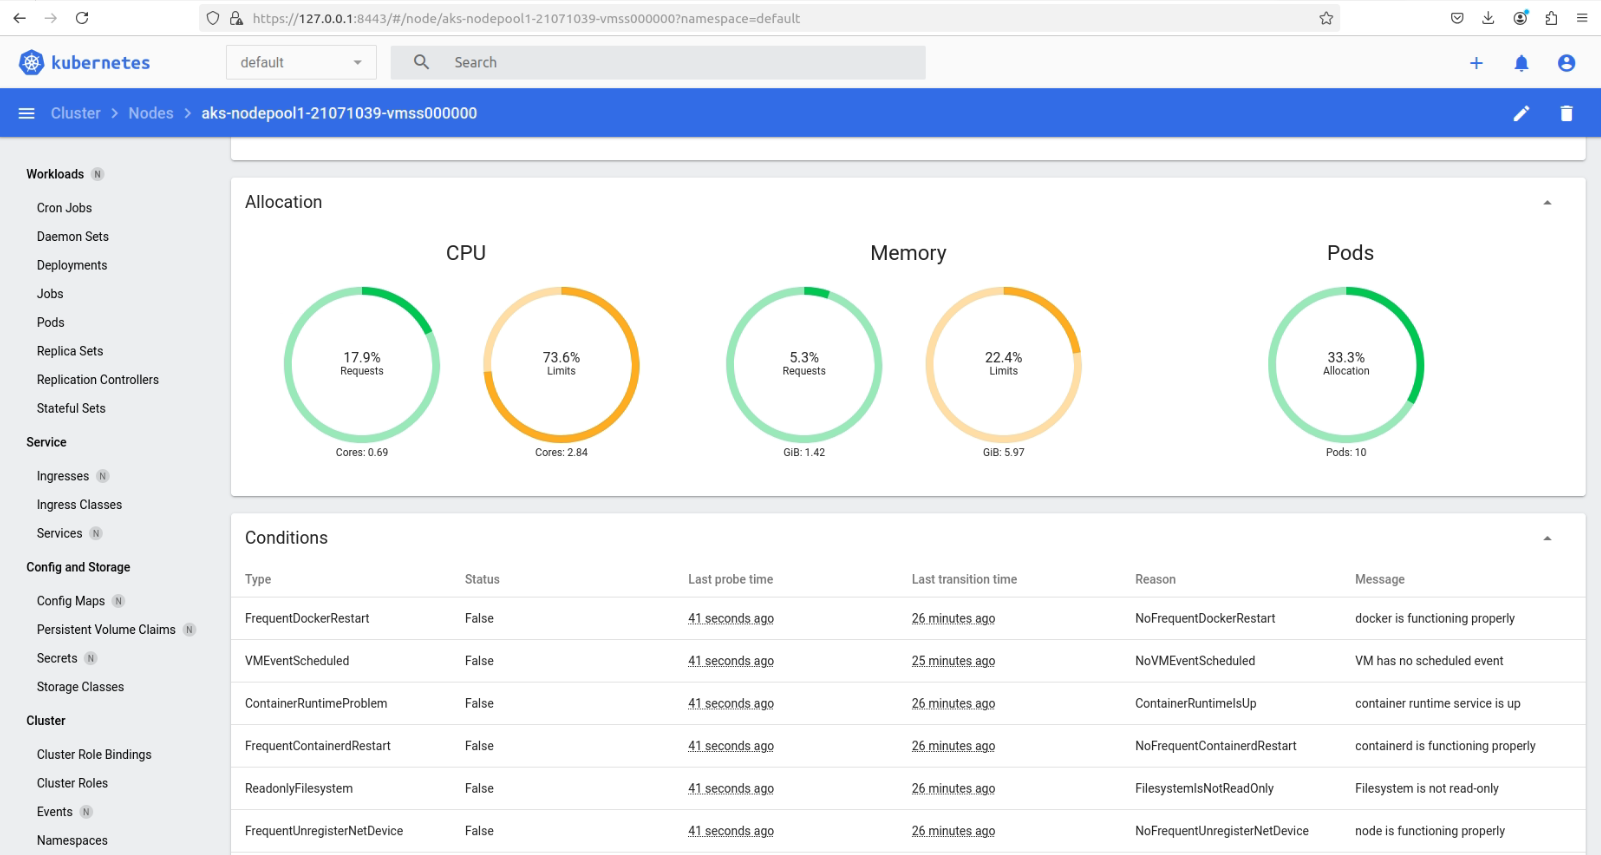 https://127.0.0.1:8443/#/node/aks-nodepool1-21071039-vmss000000?namespace=default
kubernetes
default
Search
Cluster > Nodes > aks-nodepool1-21071039-vmss000000
Workloads N
Cron Jobs
Daemon Sets
Deployments
Jobs
Pods
Replica Sets
Replication Controllers
Stateful Sets
Service
Ingresses N
Ingress Classes
Services N
Config and Storage
Config Maps N
Persistent Volume Claims N
Secrets N
Storage Classes
Cluster
Cluster Role Bindings
Cluster Roles
Events N
Namespaces
Allocation
CPU
17.9%
Requests
Cores: 0.69
73.6%
Limits
Cores: 2.84
Memory
5.3%
Requests
GiB: 1.42
22.4%
Limits
GiB: 5.97
Pods
33.3%
Allocation
Pods: 10
Conditions
Type Status Last probe time Last transition time Reason Message
FrequentDockerRestart False 41 seconds ago 26 minutes ago NoFrequentDockerRestart docker is functioning properly
VMEventScheduled False 41 seconds ago 25 minutes ago NoVMEventScheduled VM has no scheduled event
ContainerRuntimeProblem False 41 seconds ago 26 minutes ago ContainerRuntimeIsUp container runtime service is up
FrequentContainerdRestart False 41 seconds ago 26 minutes ago NoFrequentContainerdRestart containerd is functioning properly
ReadonlyFilesystem False 41 seconds ago 26 minutes ago FilesystemIsNotReadOnly Filesystem is not read-only
FrequentUnregisterNetDevice False 41 seconds ago 26 minutes ago NoFrequentUnregisterNetDevice node is functioning properly